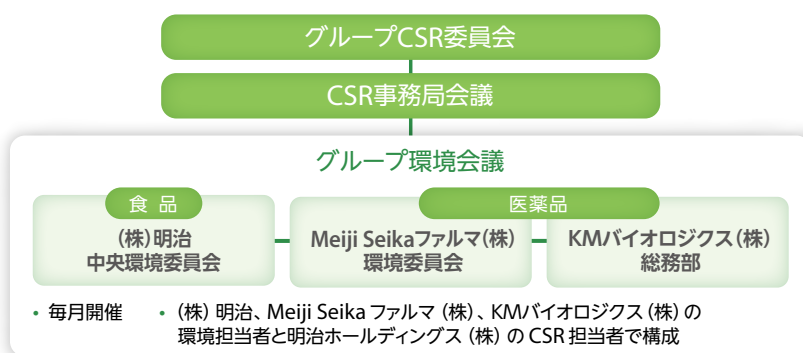 グループCSR委員会
CSR事務局会議
グループ環境会議
食 品
医薬品
(株)明治
中央環境委員会
Meiji Seikaファルマ(株)
環境委員会
KMバイオロジクス(株)
総務部
• 毎月開催
• (株) 明治、Meiji Seika ファルマ (株)、KMバイオロジクス (株) の
環境担当者と明治ホールディングス (株) の CSR 担当者で構成